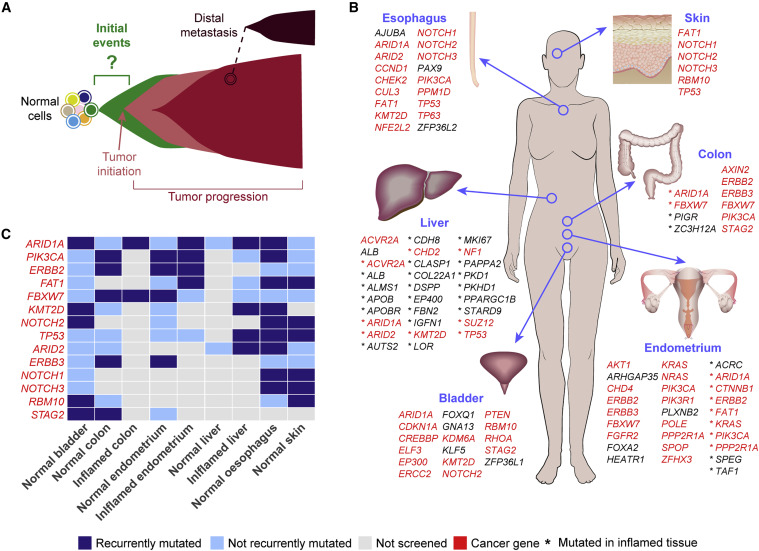 A
Initial
events
?
Distal
metastasis
Normal
cells
Tumor
initiation
Tumor progression
B
Esophagus
AJUBA NOTCH1
ARID1A NOTCH2
ARID2 NOTCH3
CCND1 PAX9
CHEK2 PIK3CA
CUL3 PPM1D
FAT1 TP53
KMT2D TP63
NFE2L2 ZFP36L2
Skin
FAT1
NOTCH1
NOTCH2
NOTCH3
RBM10
TP53
Colon
AXIN2
ERBB2
* ARID1A ERBB3
* FBXW7 FBXW7
* PIGR PIK3CA
* ZC3H12A STAG2
Liver
ACVR2A * CDH8 * MKI67
ALB * CHD2 * NF1
* ACVR2A * CLASP1 * PAPPA2
* ALB * COL22A1 * PKD1
* ALMS1 * DSPP * PKHD1
* APOB * EP400 * PPARGC1B
* APOBR * FBN2 * STARD9
* ARID1A * IGFN1 * SUZ12
* ARID2 * KMT2D * TP53
* AUTS2 * LOR
Bladder
ARID1A FOXQ1 PTEN
CDKN1A GNA13 RBM10
CREBBP KDM6A RHOA
ELF3 KLF5 STAG2
EP300 KMT2D ZFP36L1
ERCC2 NOTCH2
Endometrium
AKT1 KRAS * ACRC
ARHGAP35 NRAS * ARID1A
CHD4 PIK3CA * CTNNB1
ERBB2 PIK3R1 * ERBB2
ERBB3 PLXNB2 * FAT1
FBXW7 POLE * KRAS
FGFR2 PPP2R1A * PIK3CA
FOXA2 SPOP * PPP2R1A
HEATR1 ZFHX3 * SPEG
* TAF1
C
ARID1A
PIK3CA
ERBB2
FAT1
FBXW7
KMT2D
NOTCH2
TP53
ARID2
ERBB3
NOTCH1
NOTCH3
RBM10
STAG2
Normal bladder
Normal colon
Inflamed colon
Normal endometrium
Inflamed endometrium
Normal liver
Inflamed liver
Normal oesophagus
Normal skin
Recurrently mutated Not recurrently mutated Not screened Cancer gene * Mutated in inflamed tissue